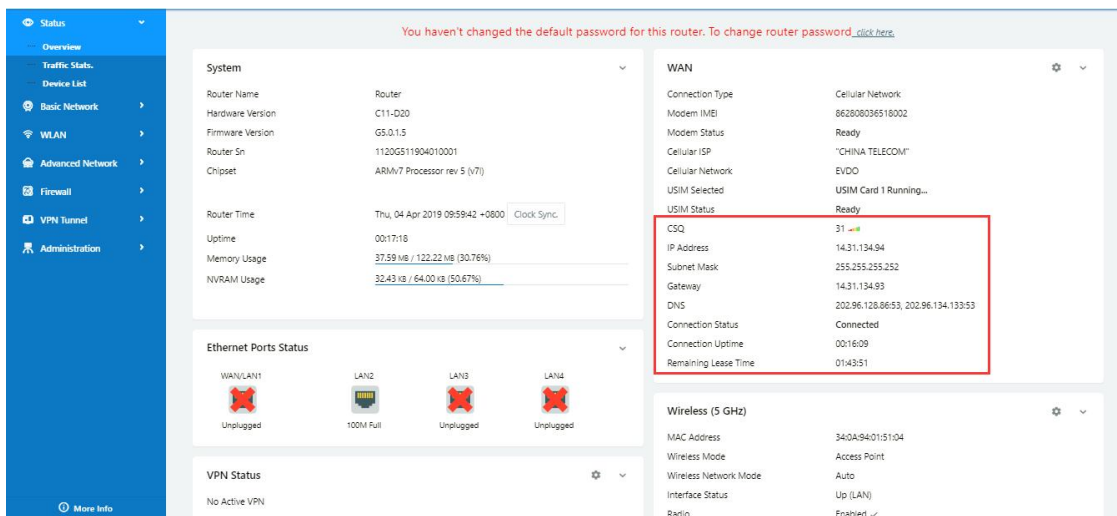 Status
Overview
Traffic Stats.
Device List
Basic Network
WLAN
Advanced Network
Firewall
VPN Tunnel
Administration
More Info
You haven't changed the default password for this router. To change router password click here.
System
Router Name Router
Hardware Version C11-D20
Firmware Version G5.0.1.5
Router Sn 1120G511904010001
Chipset ARMv7 Processor rev 5 (v7l)
Router Time Thu, 04 Apr 2019 09:59:42 +0800 Clock Sync.
Uptime 00:17:18
Memory Usage 37.59 MB / 122.22 MB (30.76%)
NVRAM Usage 32.43 KB / 64.00 KB (50.67%)
Ethernet Ports Status
WAN/LAN1 LAN2 LAN3 LAN4
Unplugged 100M Full Unplugged Unplugged
VPN Status
No Active VPN
WAN
Connection Type Cellular Network
Modem IMEI 862808036518002
Modem Status Ready
Cellular ISP "CHINA TELECOM"
Cellular Network EVDO
USIM Selected USIM Card 1 Running...
USIM Status Ready
CSQ 31
IP Address 14.31.134.94
Subnet Mask 255.255.255.252
Gateway 14.31.134.93
DNS 202.96.128.86:53, 202.96.134.133:53
Connection Status Connected
Connection Uptime 00:16:09
Remaining Lease Time 01:43:51
Wireless (5 GHz)
MAC Address 34:0A:94:01:51:04
Wireless Mode Access Point
Wireless Network Mode Auto
Interface Status Up (LAN)
Radio Enabled